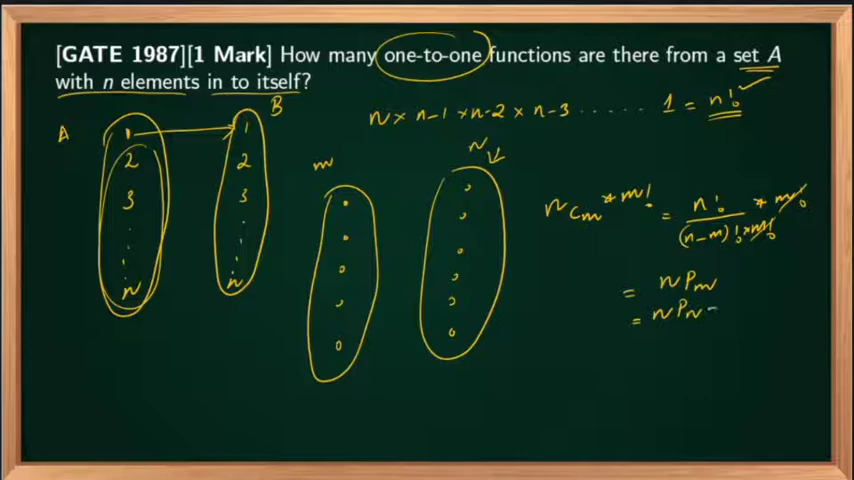 [GATE 1987][1 Mark] How many one-to-one functions are there from a set A
with n elements in to itself?
n × n-1 × n-2 × n-3 ...... 1 = n!
A
B
1
2
3
n
1
2
3
n
m
n
nCm * m! = n! / (n-m)! * m! * m!
= nPm
= nPn -